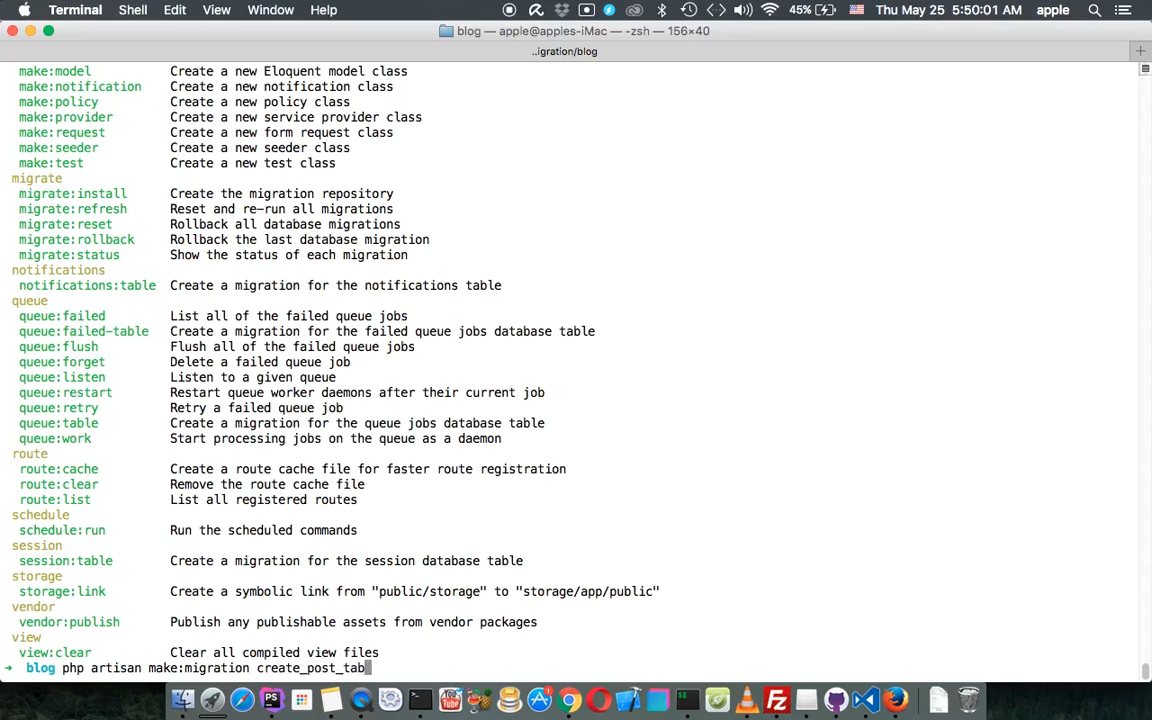 Terminal Shell Edit View Window Help 45% Thu May 25 5:50:01 AM apple
blog — apple@apples-iMac — -zsh — 156×40
..igration/blog
make:model Create a new Eloquent model class
make:notification Create a new notification class
make:policy Create a new policy class
make:provider Create a new service provider class
make:request Create a new form request class
make:seeder Create a new seeder class
make:test Create a new test class
migrate
migrate:install Create the migration repository
migrate:refresh Reset and re-run all migrations
migrate:reset Rollback all database migrations
migrate:rollback Rollback the last database migration
migrate:status Show the status of each migration
notifications
notifications:table Create a migration for the notifications table
queue
queue:failed List all of the failed queue jobs
queue:failed-table Create a migration for the failed queue jobs database table
queue:flush Flush all of the failed queue jobs
queue:forget Delete a failed queue job
queue:listen Listen to a given queue
queue:restart Restart queue worker daemons after their current job
queue:retry Retry a failed queue job
queue:table Create a migration for the queue jobs database table
queue:work Start processing jobs on the queue as a daemon
route
route:cache Create a route cache file for faster route registration
route:clear Remove the route cache file
route:list List all registered routes
schedule
schedule:run Run the scheduled commands
session
session:table Create a migration for the session database table
storage
storage:link Create a symbolic link from "public/storage" to "storage/app/public"
vendor
vendor:publish Publish any publishable assets from vendor packages
view
view:clear Clear all compiled view files
→ blog php artisan make:migration create_post_tab